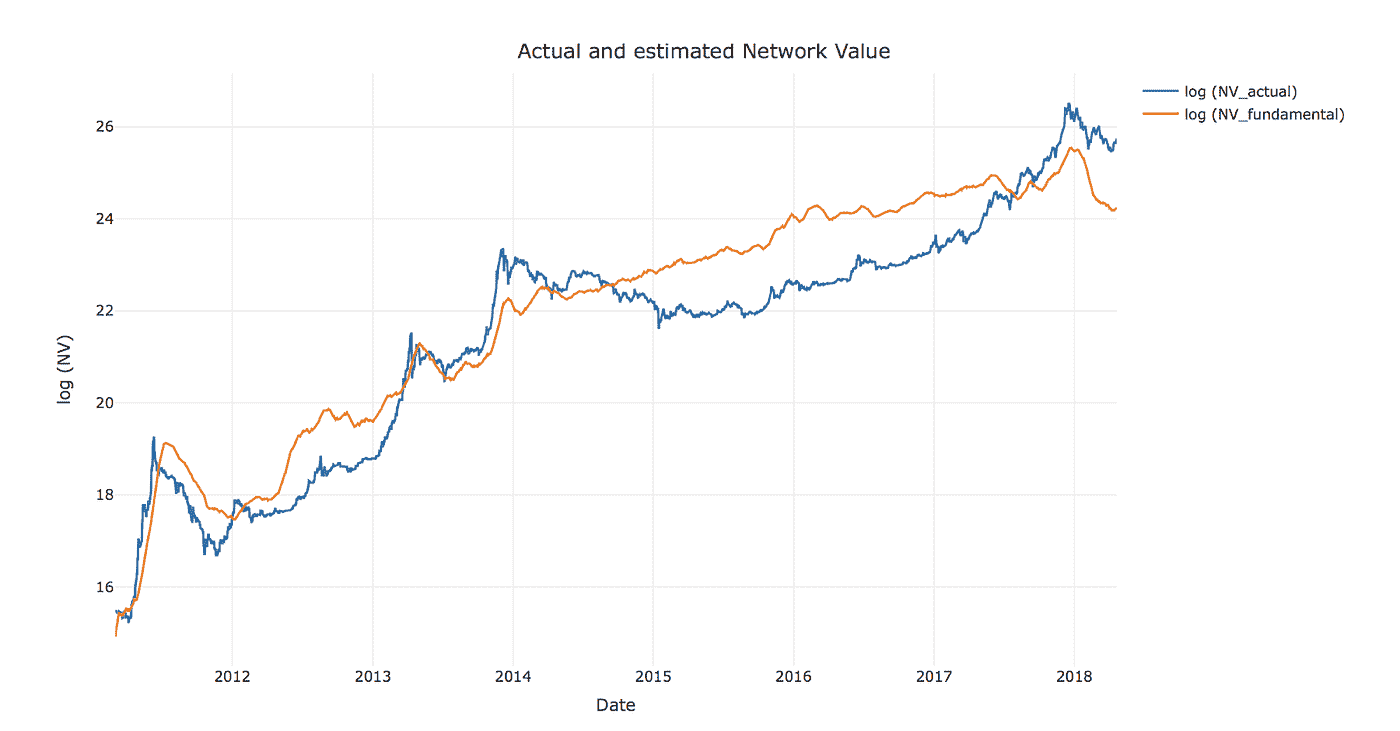 Actual and estimated Network Value
log (NV_actual)
log (NV_fundamental)
26
24
22
20
18
16
log (NV)
2012 2013 2014 2015 2016 2017 2018
Date